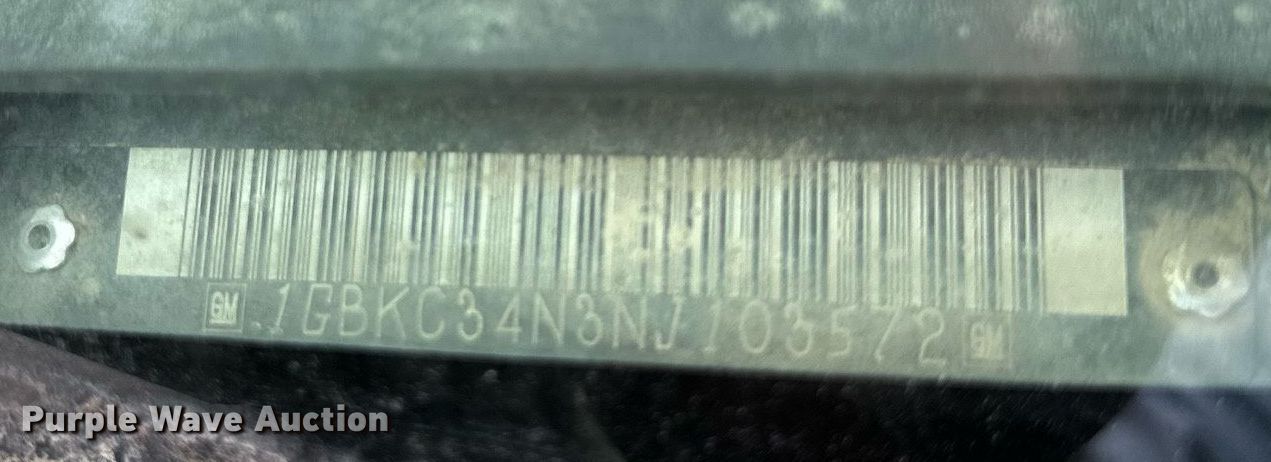 GM 1GBKC34N3NJ103572 GM
Purple Wave Auction